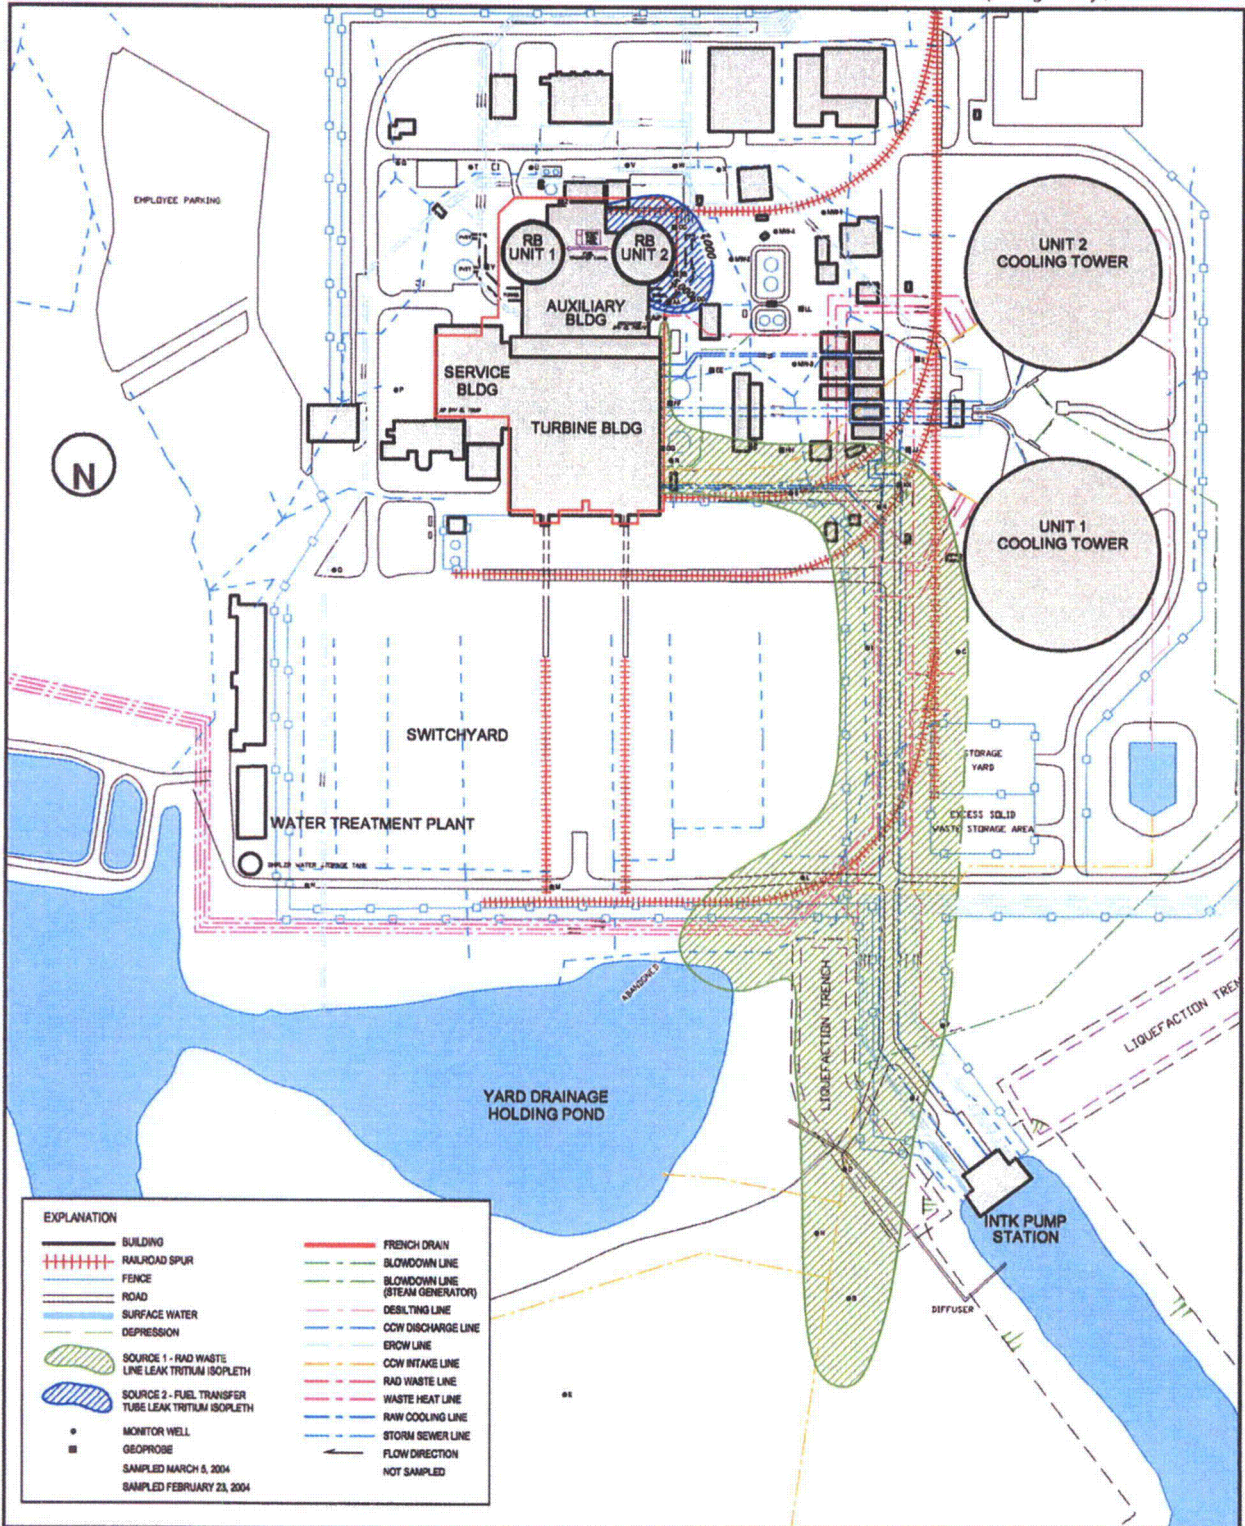 EMPLOYEE PARKING
N
RB
UNIT 1
RB
UNIT 2
1,000
AUXILIARY
BLDG
SERVICE
BLDG
TURBINE BLDG
UNIT 2
COOLING TOWER
UNIT 1
COOLING TOWER
SWITCHYARD
STORAGE
YARD
EXCESS SOLID
WASTE STORAGE AREA
WATER TREATMENT PLANT
ABANDONED
LIQUEFACTION TRENCH
LIQUEFACTION TREN
YARD DRAINAGE
HOLDING POND
INTK PUMP
STATION
DIFFUSER
EXPLANATION
BUILDING
RAILROAD SPUR
FENCE
ROAD
SURFACE WATER
DEPRESSION
SOURCE 1 - RAD WASTE
LINE LEAK TRITIUM ISOPLETH
SOURCE 2 - FUEL TRANSFER
TUBE LEAK TRITIUM ISOPLETH
MONITOR WELL
GEOPROBE
SAMPLED MARCH 5, 2004
SAMPLED FEBRUARY 23, 2004
FRENCH DRAIN
BLOWDOWN LINE
BLOWDOWN LINE
(STEAM GENERATOR)
DESILTING LINE
CCW DISCHARGE LINE
ERCW LINE
CCW INTAKE LINE
RAD WASTE LINE
WASTE HEAT LINE
RAW COOLING LINE
STORM SEWER LINE
FLOW DIRECTION
NOT SAMPLED